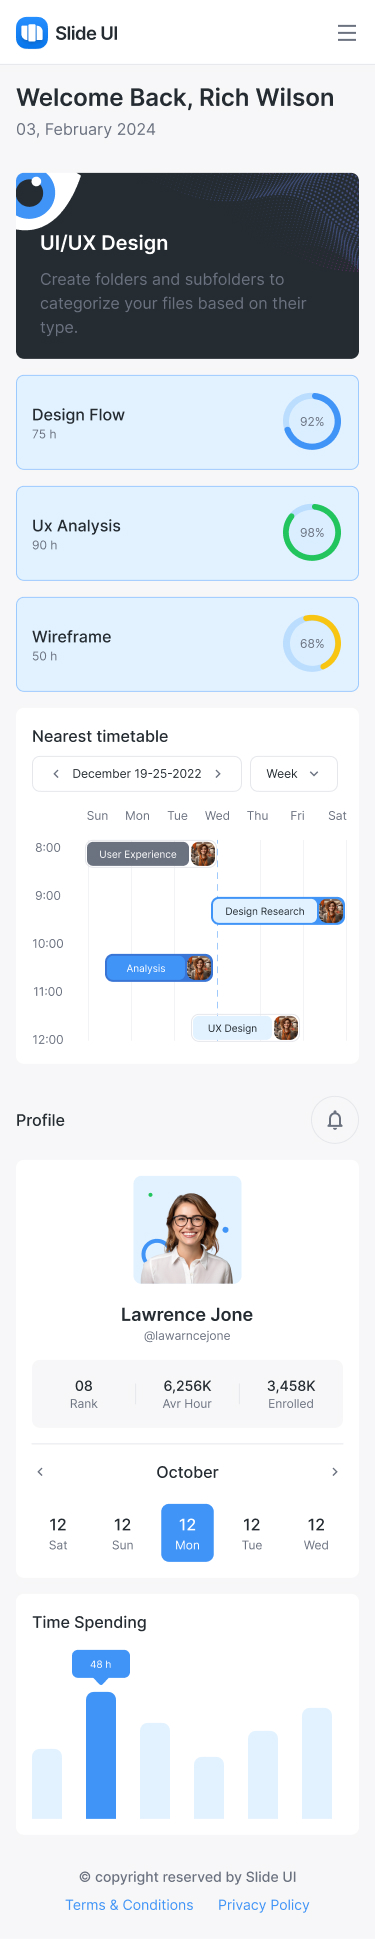 Slide UI
Welcome Back, Rich Wilson
03, February 2024
UI/UX Design
Create folders and subfolders to
categorize your files based on their
type.
Design Flow
75 h
92%
Ux Analysis
90 h
98%
Wireframe
50 h
68%
Nearest timetable
December 19-25-2022
Week
Sun Mon Tue Wed Thu Fri Sat
8:00
User Experience
9:00
Design Research
10:00
Analysis
11:00
UX Design
12:00
Profile
Lawrence Jone
@lawarncejone
08 6,256K 3,458K
Rank Avr Hour Enrolled
October
12 12 12 12 12
Sat Sun Mon Tue Wed
Time Spending
48 h
© copyright reserved by Slide UI
Terms & Conditions Privacy Policy